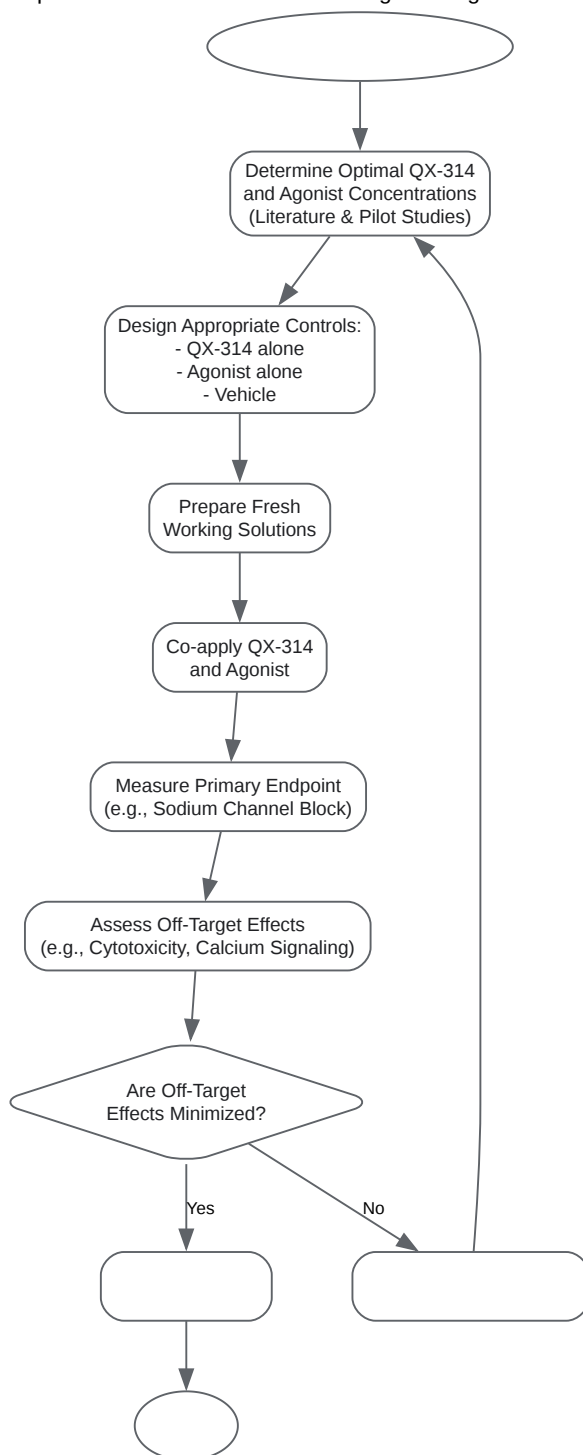 Determine Optimal QX-314
and Agonist Concentrations
(Literature & Pilot Studies)
Design Appropriate Controls:
- QX-314 alone
- Agonist alone
- Vehicle
Prepare Fresh
Working Solutions
Co-apply QX-314
and Agonist
Measure Primary Endpoint
(e.g., Sodium Channel Block)
Assess Off-Target Effects
(e.g., Cytotoxicity, Calcium Signaling)
Are Off-Target
Effects Minimized?
Yes
No